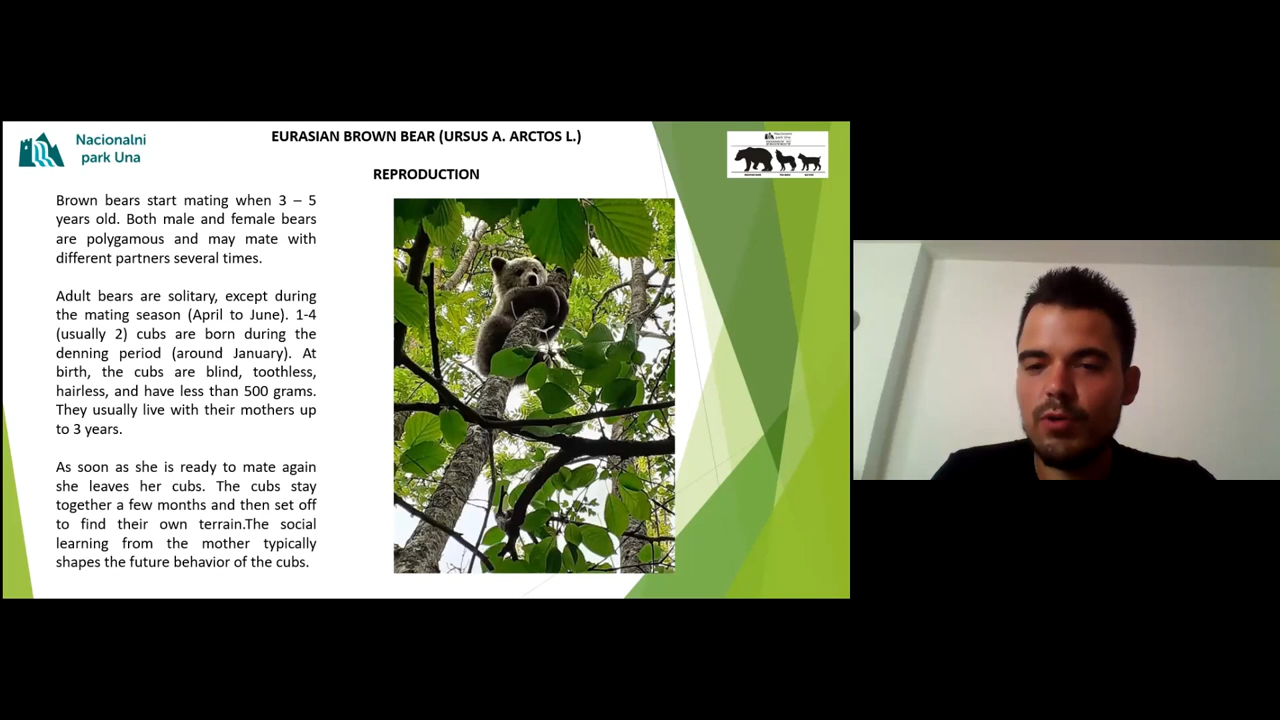 Nacionalni
park Una
EURASIAN BROWN BEAR (URSUS A. ARCTOS L.)
REPRODUCTION
Brown bears start mating when 3 – 5
years old. Both male and female bears
are polygamous and may mate with
different partners several times.
Adult bears are solitary, except during
the mating season (April to June). 1-4
(usually 2) cubs are born during the
denning period (around January). At
birth, the cubs are blind, toothless,
hairless, and have less than 500 grams.
They usually live with their mothers up
to 3 years.
As soon as she is ready to mate again
she leaves her cubs. The cubs stay
together a few months and then set off
to find their own terrain.The social
learning from the mother typically
shapes the future behavior of the cubs.
Nacionalni
park Una